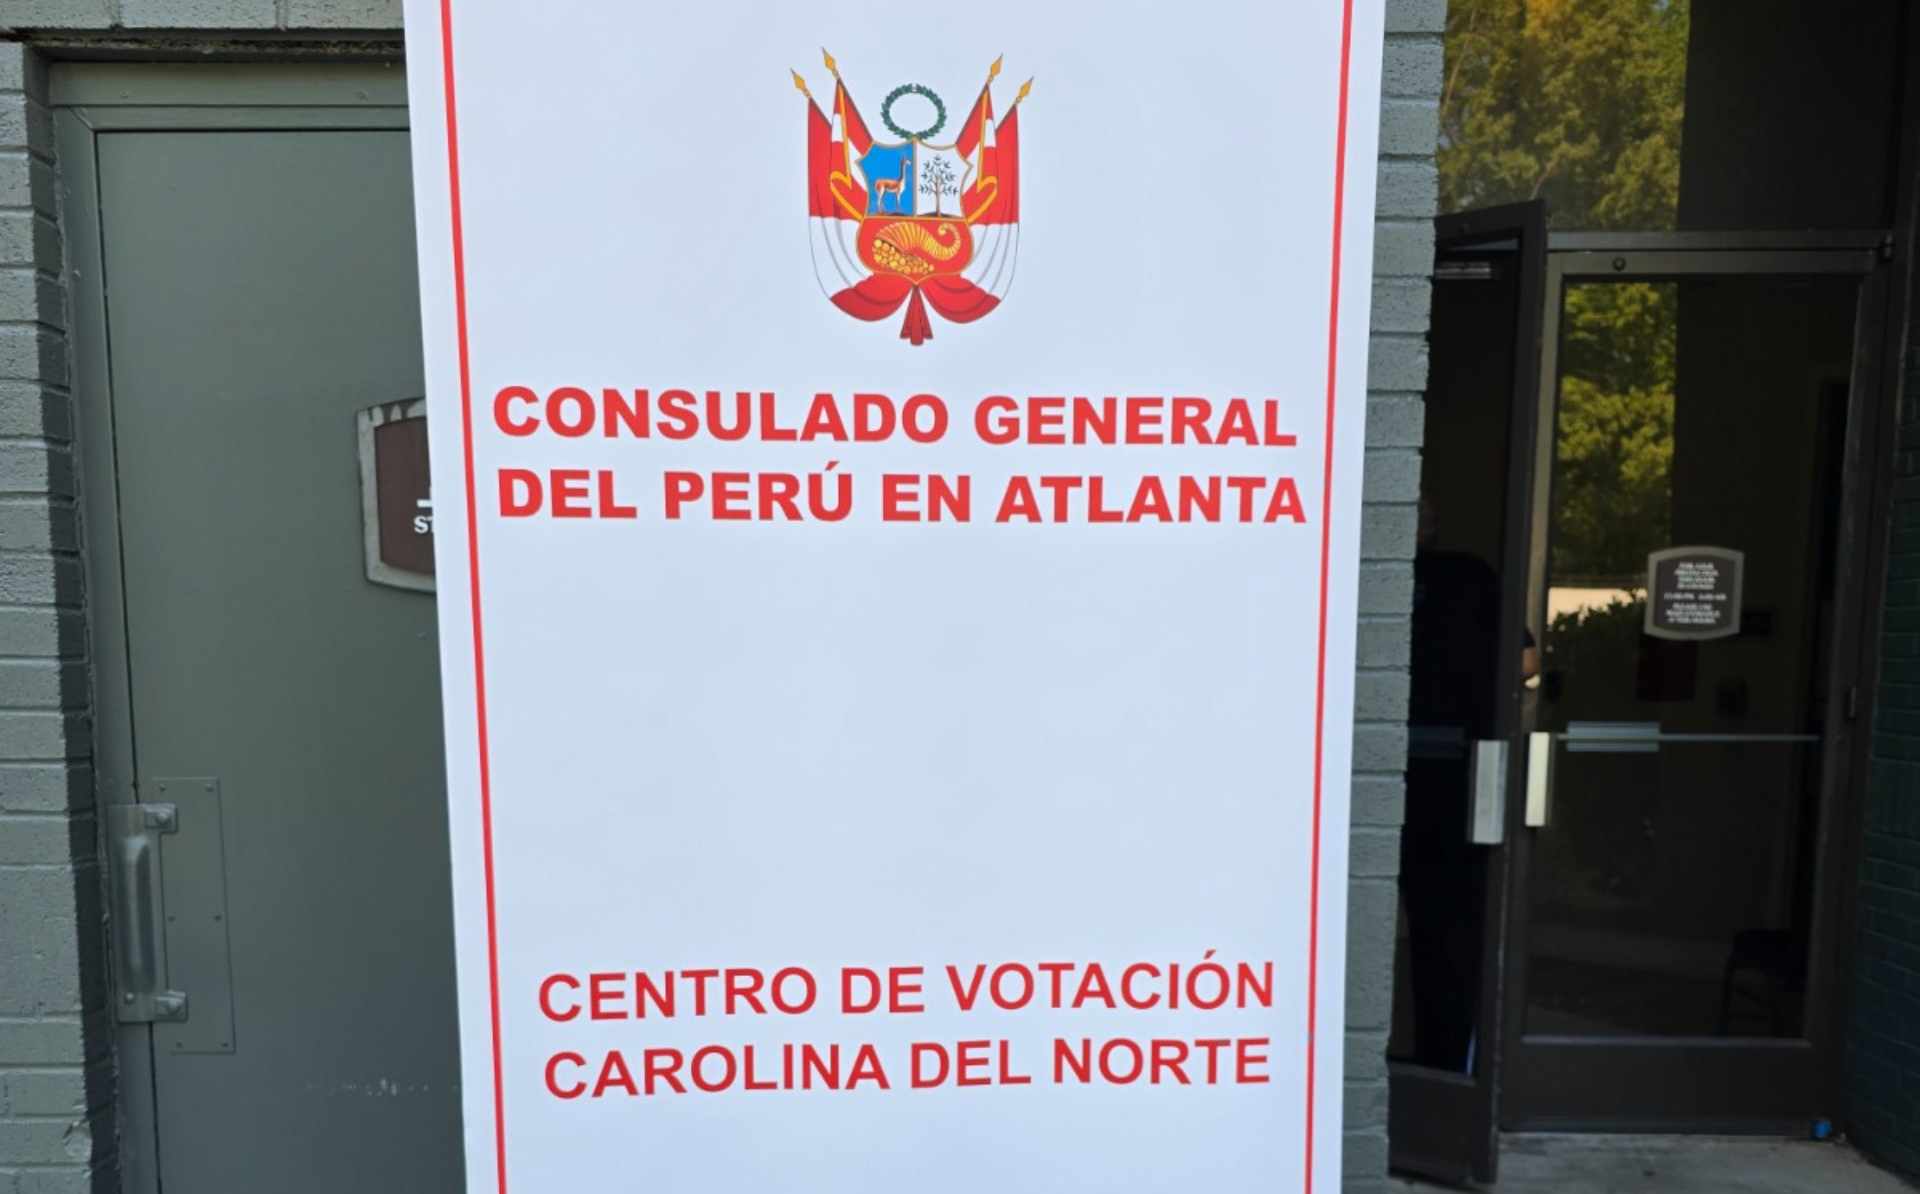 CONSULADO GENERAL
DEL PERÚ EN ATLANTA
CENTRO DE VOTACIÓN
CAROLINA DEL NORTE